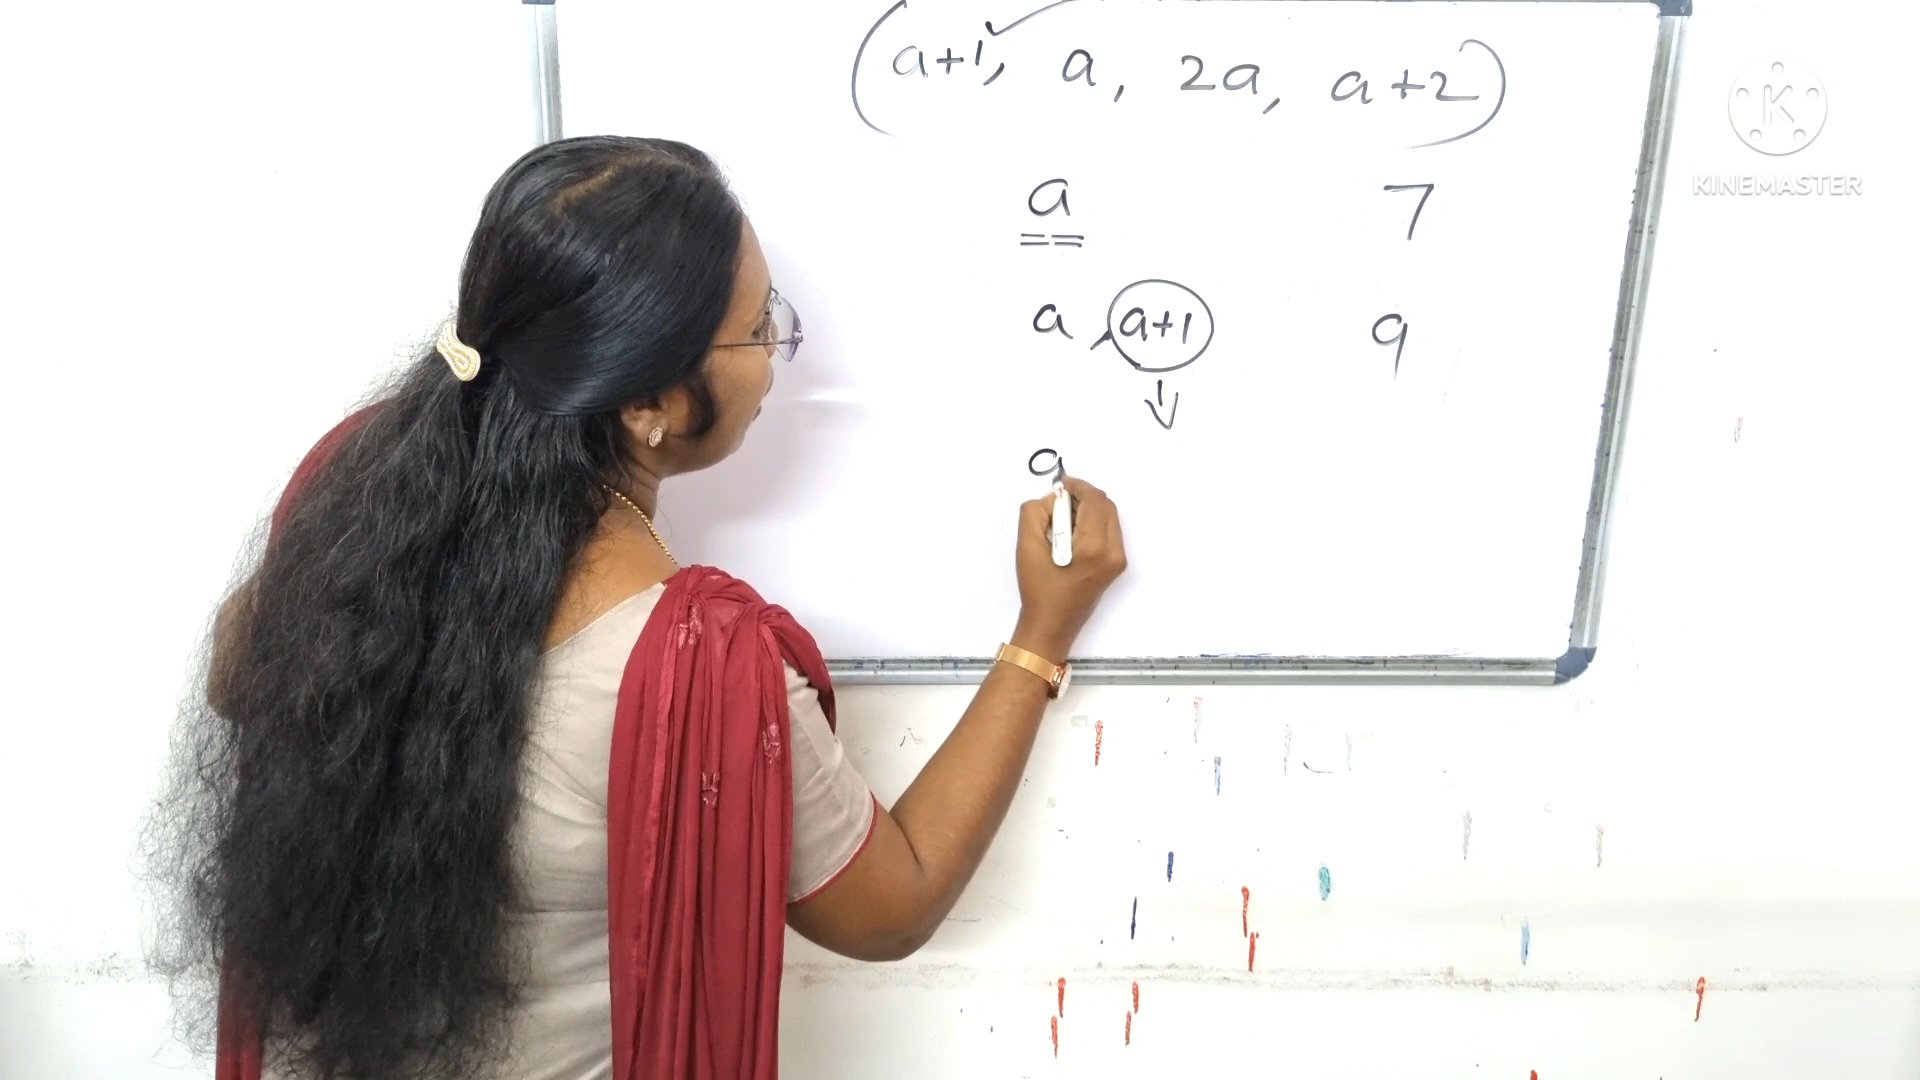 (a+1, a, 2a, a+2)
a 7
a, a+1 9
a
K
KINEMASTER